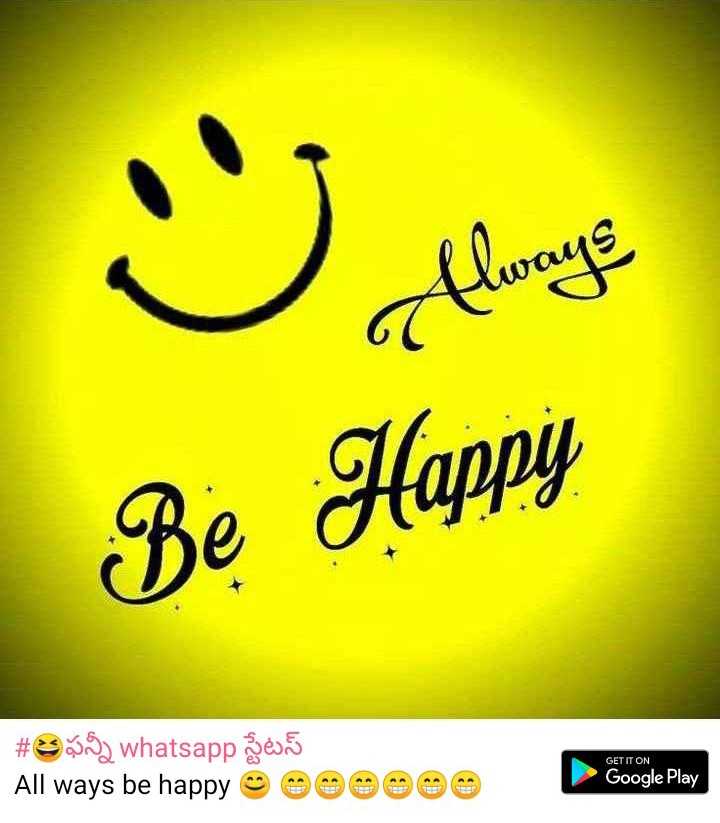 Always
Be Happy
#😆ఫన్నీ whatsapp స్టేటస్
All ways be happy 😊 😁😁😁😁😁😁
GET IT ON
Google Play